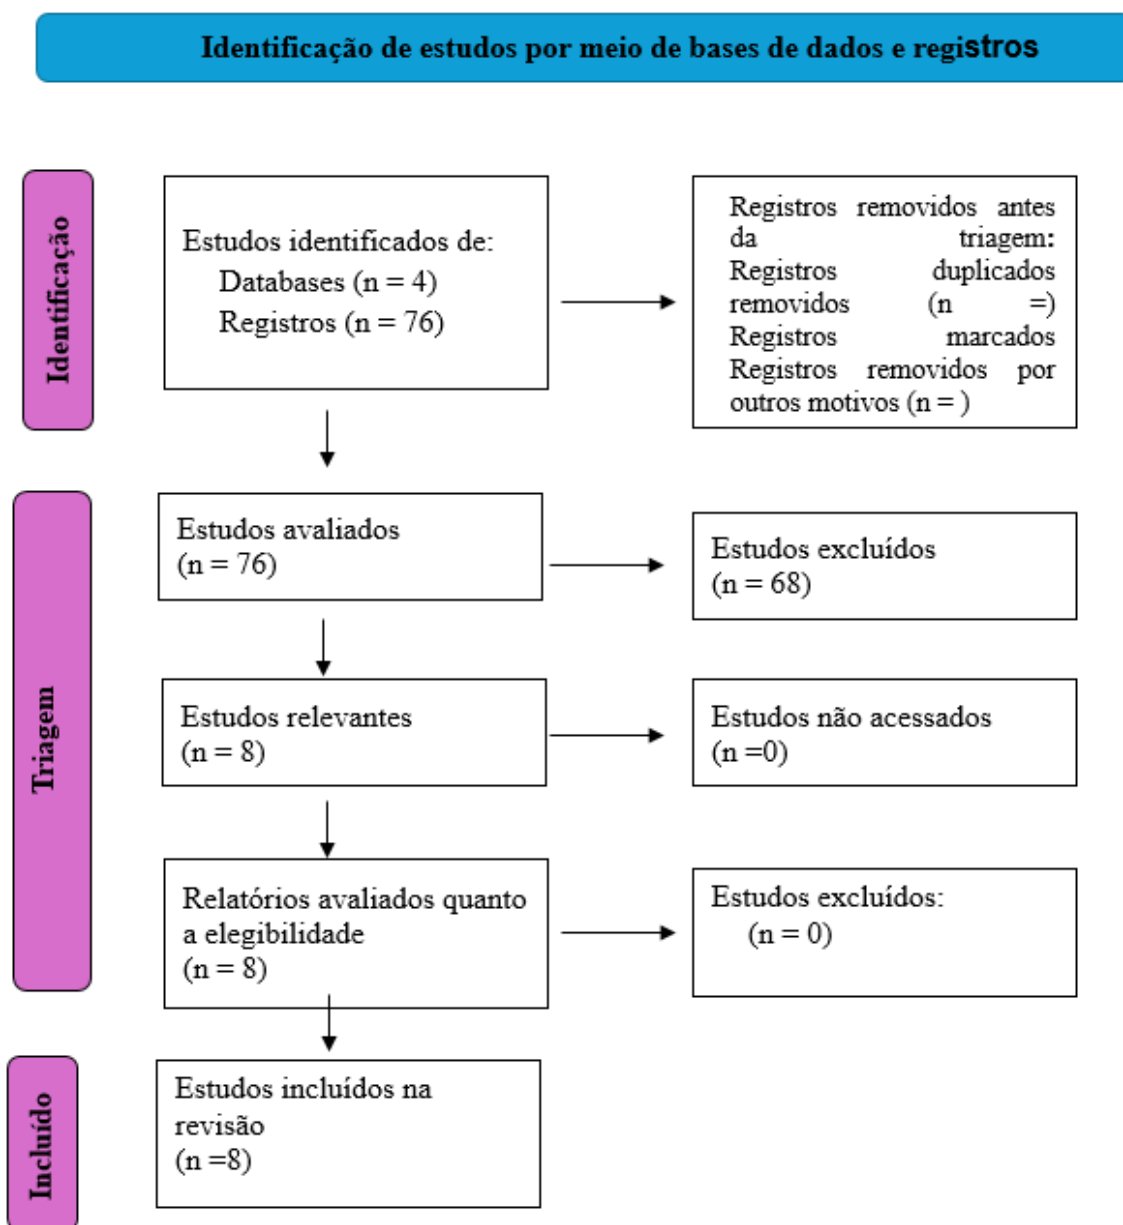 Identificação de estudos por meio de bases de dados e registros
Identificação
Estudos identificados de:
Databases (n = 4)
Registros (n = 76)
Registros removidos antes
da triagem:
Registros duplicados
removidos (n =)
Registros marcados
Registros removidos por
outros motivos (n = )
Triagem
Estudos avaliados
(n = 76)
Estudos excluídos
(n = 68)
Estudos relevantes
(n = 8)
Estudos não acessados
(n =0)
Relatórios avaliados quanto
a elegibilidade
(n = 8)
Estudos excluídos:
(n = 0)
Incluído
Estudos incluídos na
revisão
(n =8)